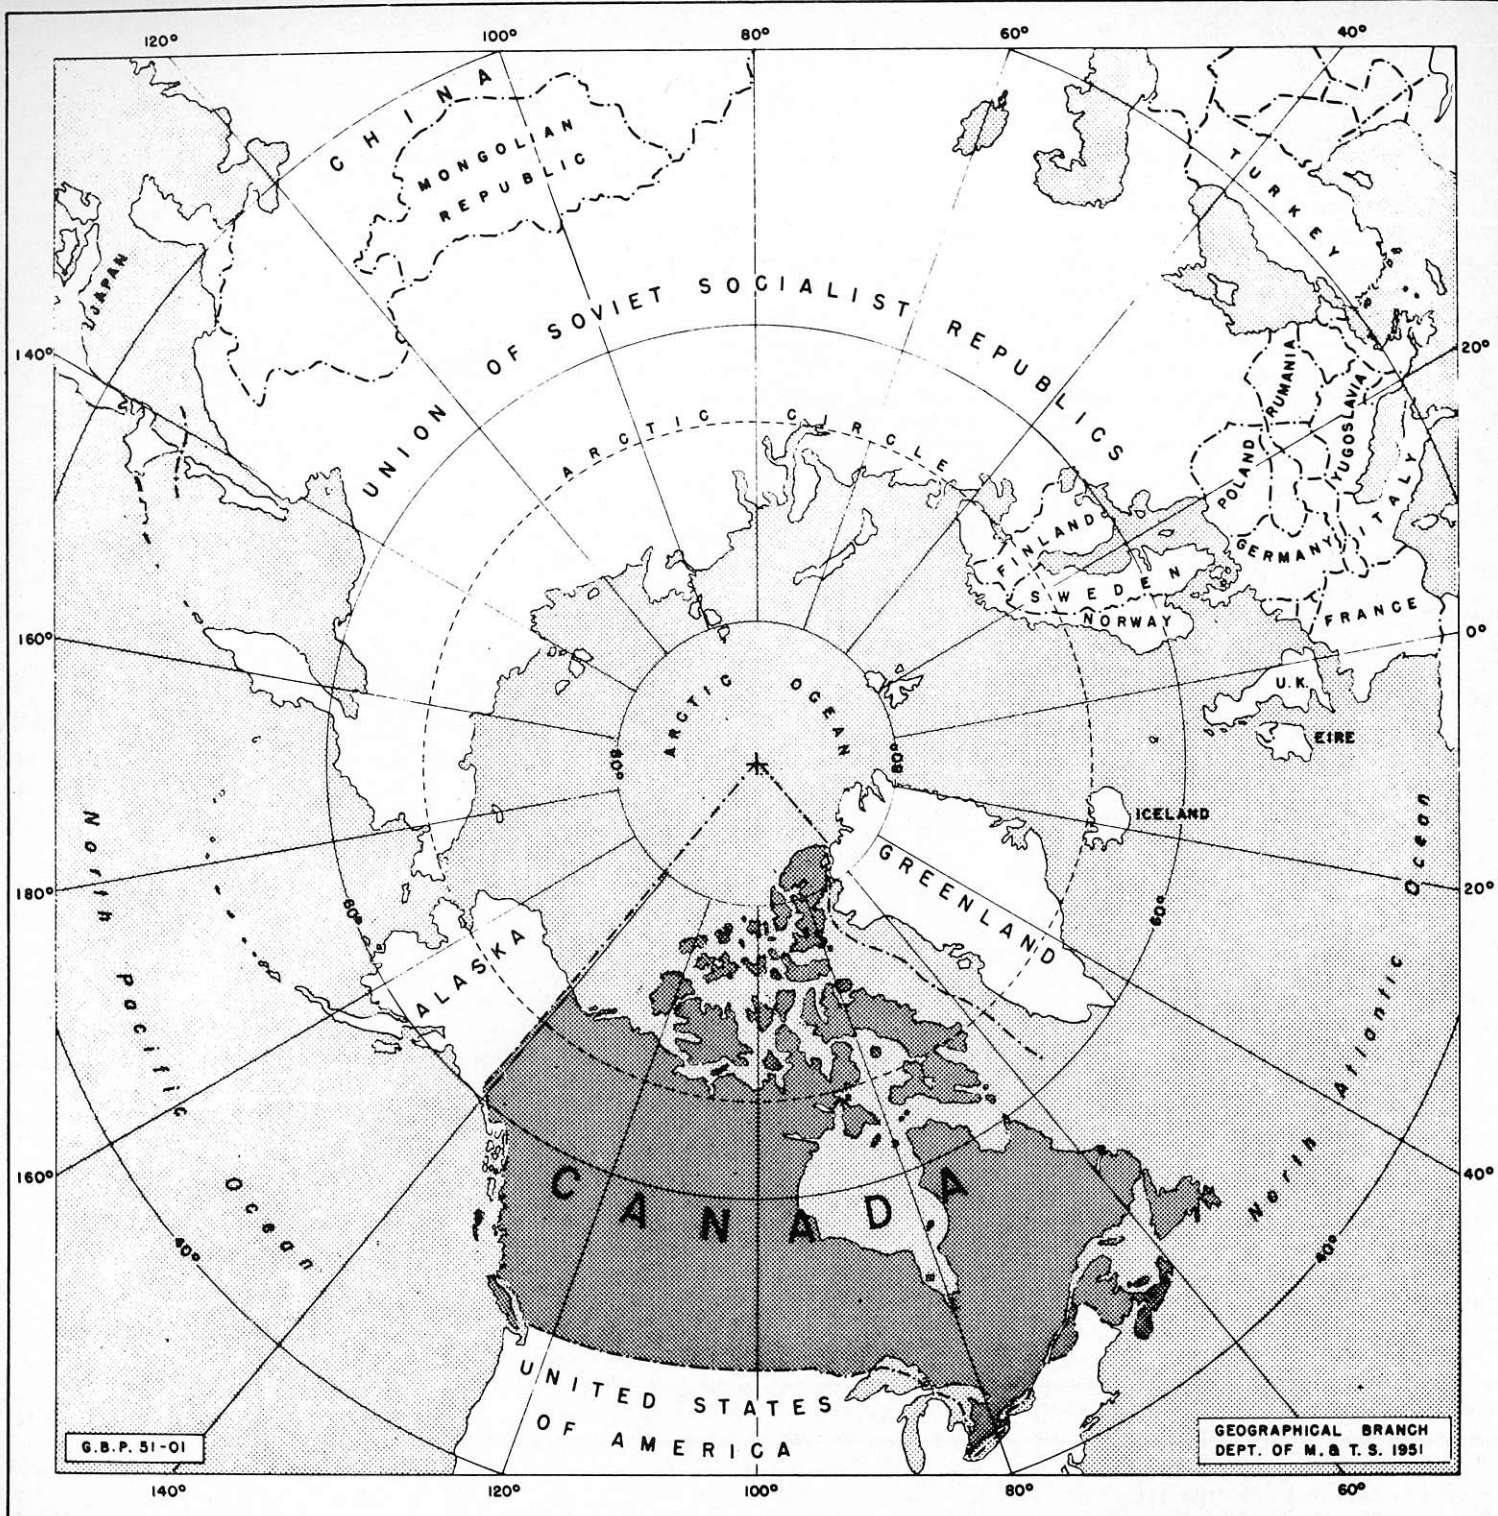 120° 100° 80° 60° 40°
CHINA
MONGOLIAN
REPUBLIC
TURKEY
JAPAN
UNION OF SOVIET SOCIALIST REPUBLICS
140°
20°
RUMANIA
YUGOSLAVIA
ARCTIC CIRCLE
POLAND
ITALY
FINLAND
GERMANY
SWEDEN
NORWAY
FRANCE
160°
0°
ARCTIC OCEAN
U.K.
EIRE
80°
80°
ICELAND
North Pacific Ocean
North Atlantic Ocean
GREENLAND
180°
20°
60°
60°
ALASKA
160°
40°
CANADA
40°
40°
UNITED STATES
OF AMERICA
G.B.P. 51-01
GEOGRAPHICAL BRANCH
DEPT. OF M. & T. S. 1951
140° 120° 100° 80° 60°